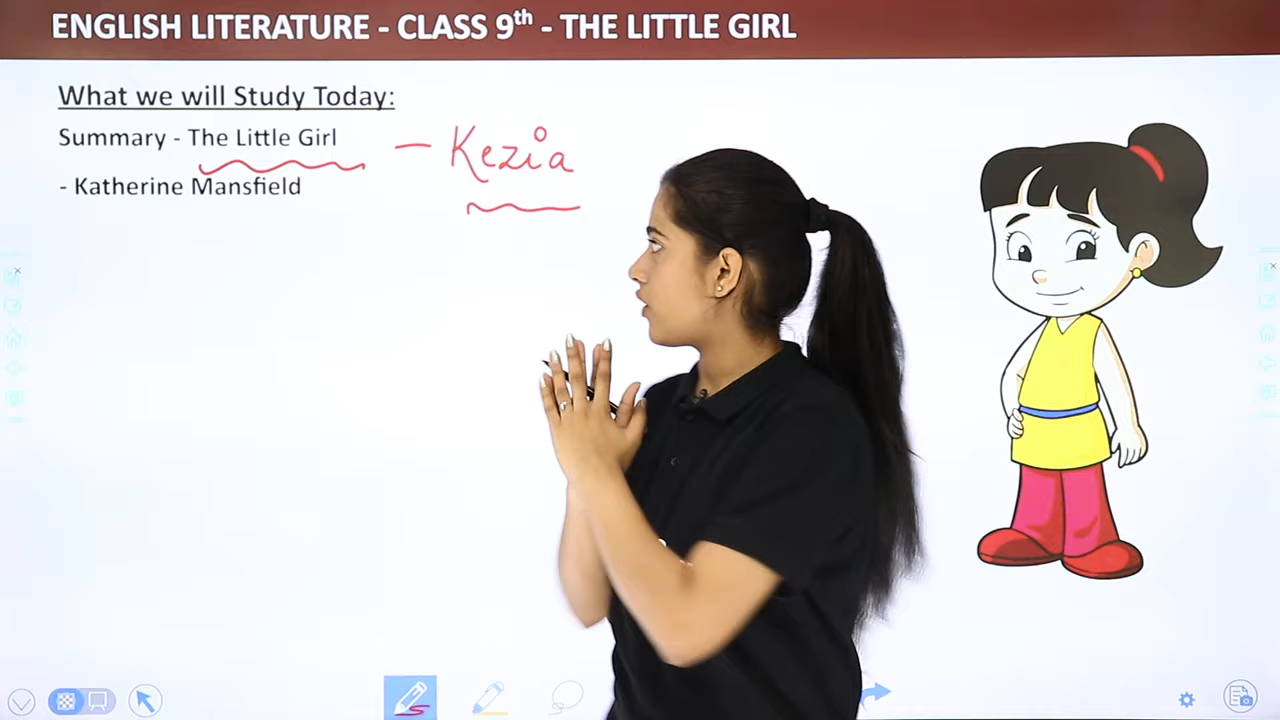 ENGLISH LITERATURE - CLASS 9th - THE LITTLE GIRL
What we will Study Today:
Summary - The Little Girl - Kezia
- Katherine Mansfield